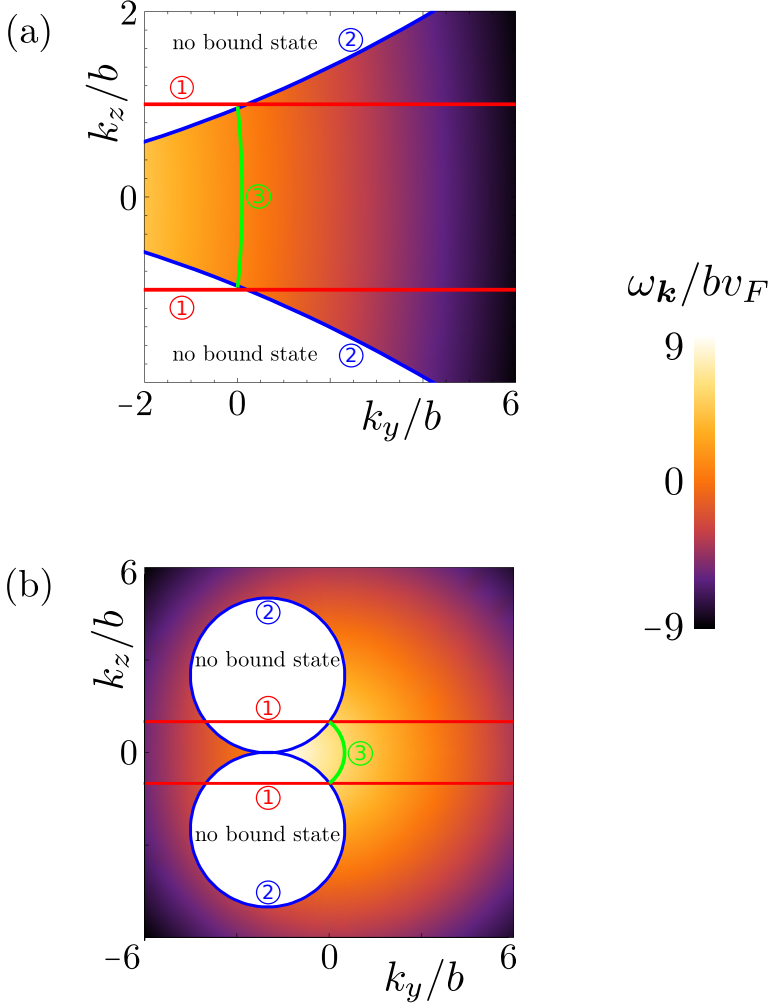 (a)
2
no bound state
②
①
k_z/b
0
③
①
no bound state
②
−2
0
6
k_y/b
ω_k/bv_F
9
0
−9
(b)
6
②
k_z/b
no bound state
①
0
③
①
no bound state
②
−6
0
6
k_y/b